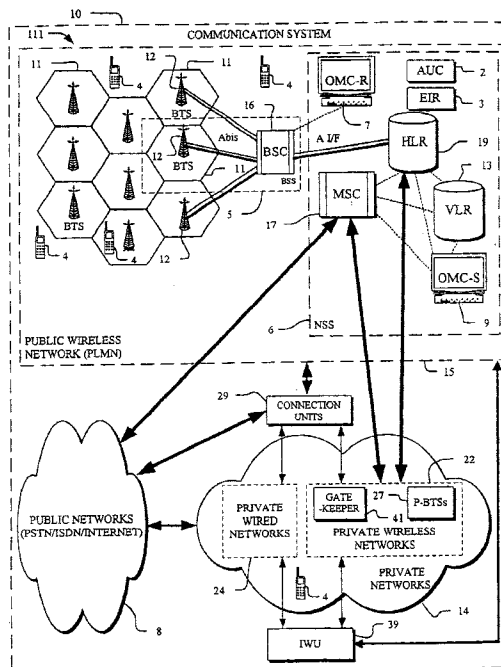 10
COMMUNICATION SYSTEM
111
11
12
4
11
4
OMC-R
AUC
2
EIR
3
BTS
4
16
7
BTS
Abis
BSC
A I/F
HLR
19
12
BTS
11
BSS
13
MSC
VLR
5
17
BTS
4
4
12
OMC-S
9
6
NSS
PUBLIC WIRELESS
NETWORK (PLMN)
15
29
CONNECTION
UNITS
22
PUBLIC NETWORKS
(PSTN/ISDN/INTERNET)
PRIVATE
WIRED
NETWORKS
GATE
-KEEPER
27
P-BTSs
41
PRIVATE WIRELESS
NETWORKS
24
4
PRIVATE
NETWORKS
14
8
IWU
39